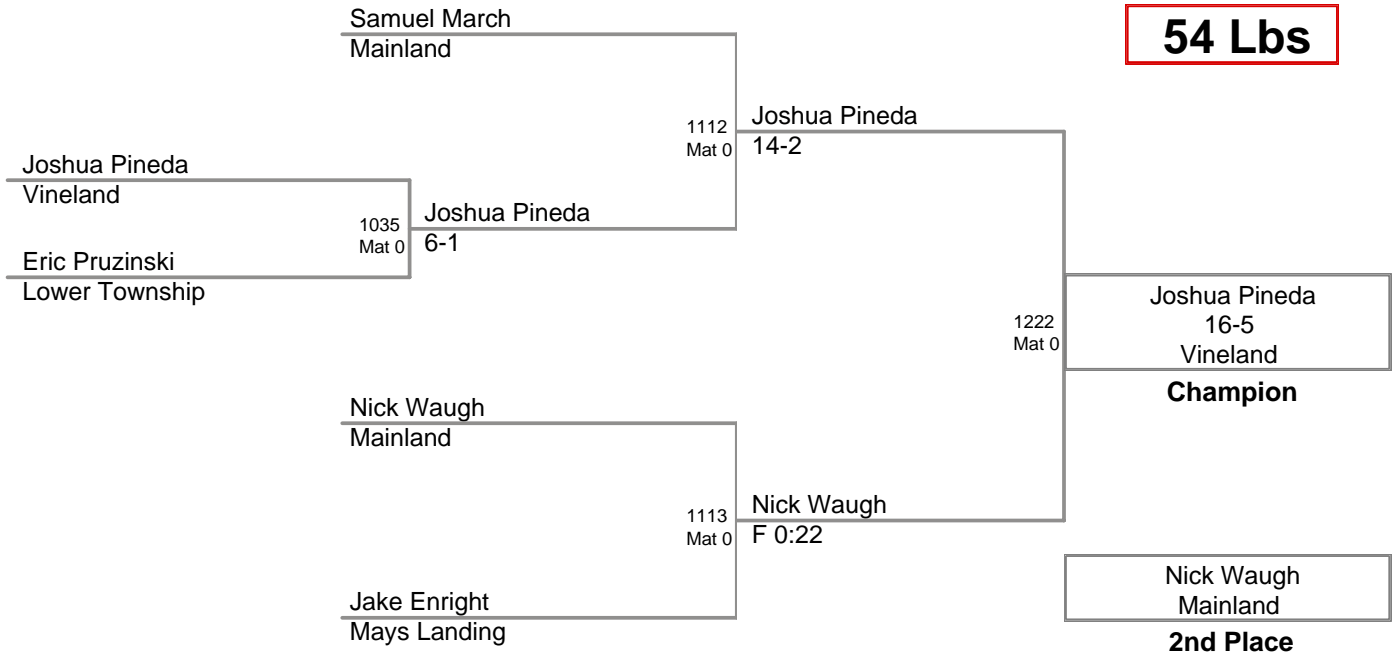 Samuel March
Mainland
54 Lbs
1112
Mat 0
Joshua Pineda
14-2
Joshua Pineda
Vineland
1035
Mat 0
Joshua Pineda
6-1
Eric Pruzinski
Lower Township
1222
Mat 0
Joshua Pineda
16-5
Vineland
Champion
Nick Waugh
Mainland
1113
Mat 0
Nick Waugh
F 0:22
Jake Enright
Mays Landing
Nick Waugh
Mainland
2nd Place